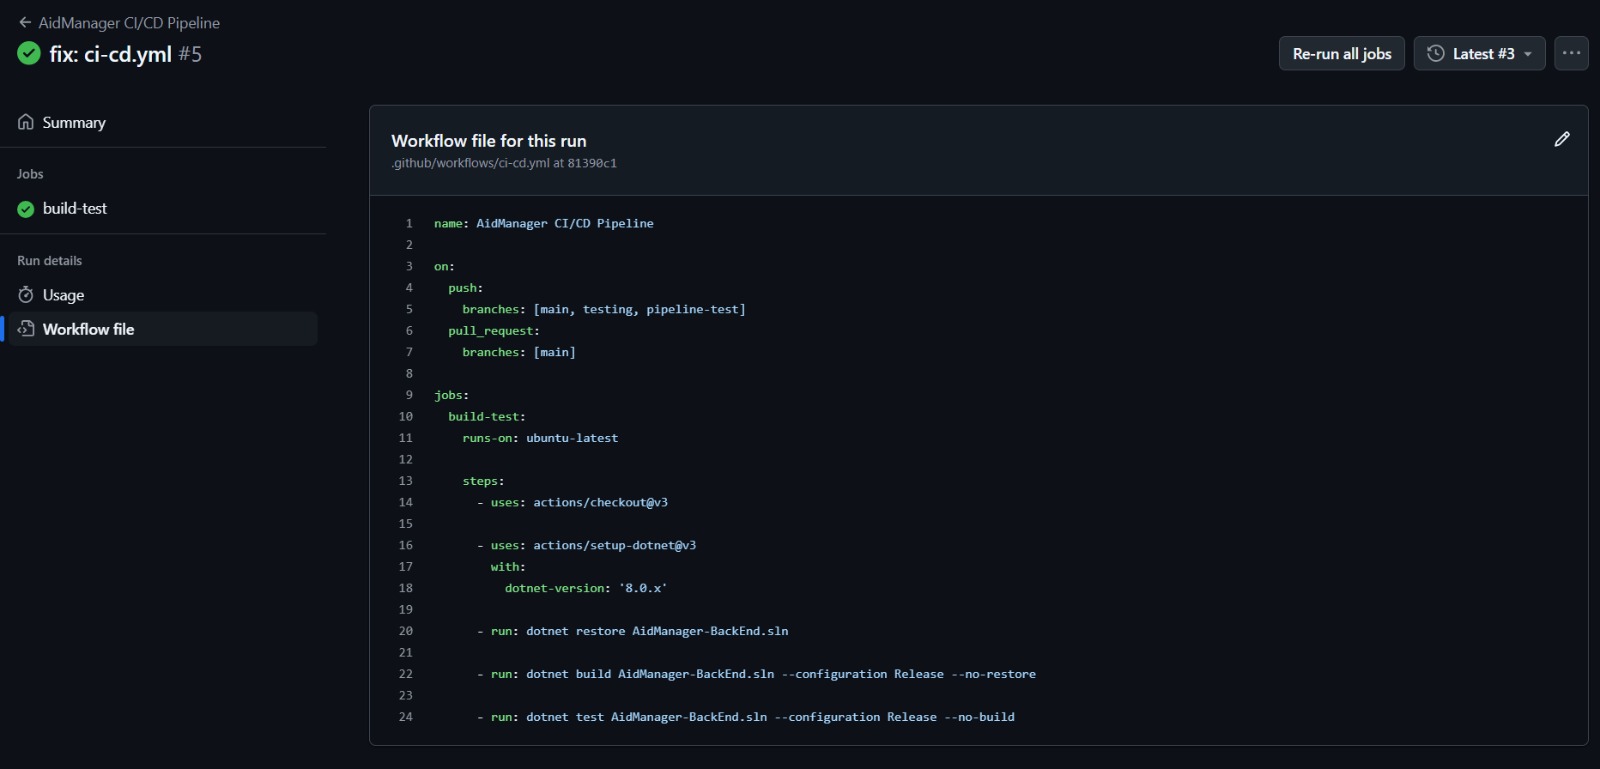 ← AidManager CI/CD Pipeline
fix: ci-cd.yml #5
Re-run all jobs
Latest #3
Summary
Jobs
build-test
Run details
Usage
Workflow file
Workflow file for this run
.github/workflows/ci-cd.yml at 81390c1
1 name: AidManager CI/CD Pipeline
2
3 on:
4   push:
5     branches: [main, testing, pipeline-test]
6   pull_request:
7     branches: [main]
8
9 jobs:
10   build-test:
11     runs-on: ubuntu-latest
12
13     steps:
14       - uses: actions/checkout@v3
15
16       - uses: actions/setup-dotnet@v3
17         with:
18           dotnet-version: '8.0.x'
19
20       - run: dotnet restore AidManager-BackEnd.sln
21
22       - run: dotnet build AidManager-BackEnd.sln --configuration Release --no-restore
23
24       - run: dotnet test AidManager-BackEnd.sln --configuration Release --no-build